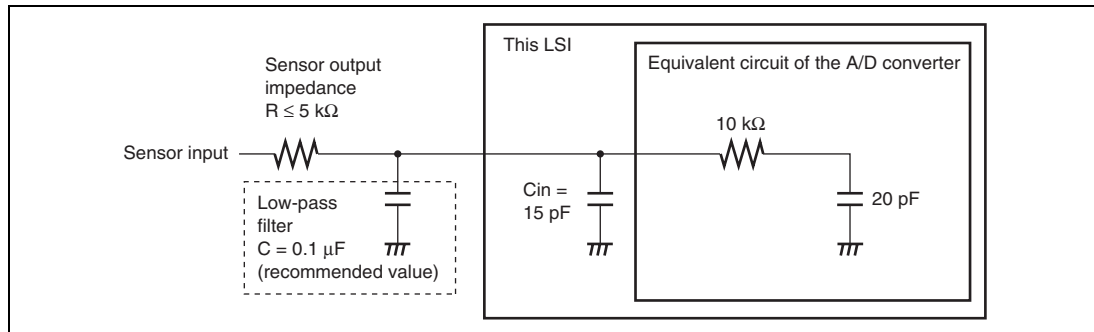 This LSI
Equivalent circuit of the A/D converter
Sensor output
impedance
R ≤ 5 kΩ
10 kΩ
Sensor input
Cin =
15 pF
20 pF
Low-pass
filter
C = 0.1 μF
(recommended value)